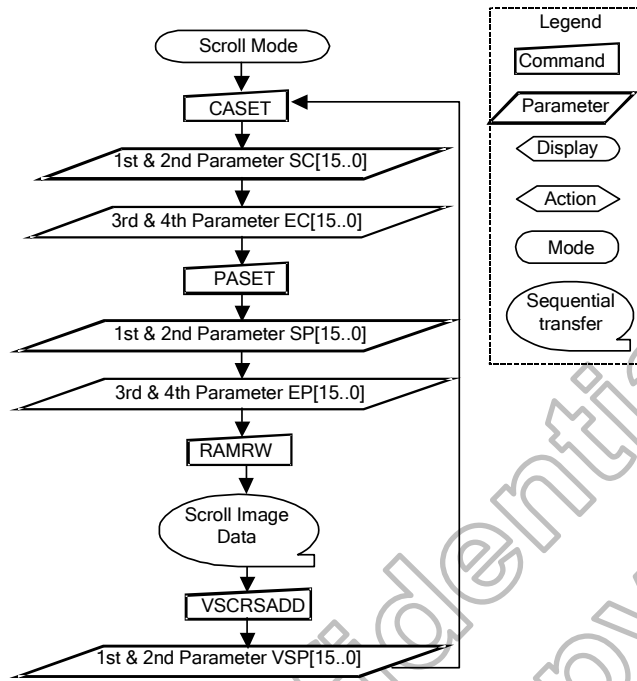 Scroll Mode
CASET
1st & 2nd Parameter SC[15..0]
3rd & 4th Parameter EC[15..0]
PASET
1st & 2nd Parameter SP[15..0]
3rd & 4th Parameter EP[15..0]
RAMRW
Scroll Image
Data
VSCRSADD
1st & 2nd Parameter VSP[15..0]
Legend
Command
Parameter
Display
Action
Mode
Sequential
transfer